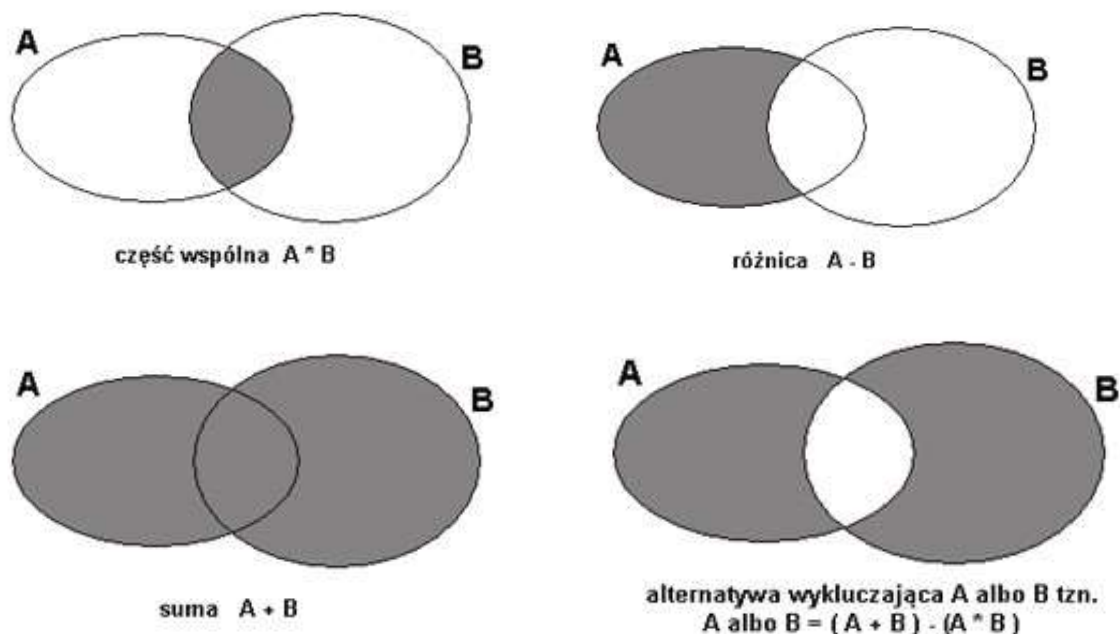 A
B
część wspólna A * B
A
B
różnica A - B
A
B
suma A + B
A
B
alternatywa wykluczająca A albo B tzn.
A albo B = ( A + B ) - (A * B )